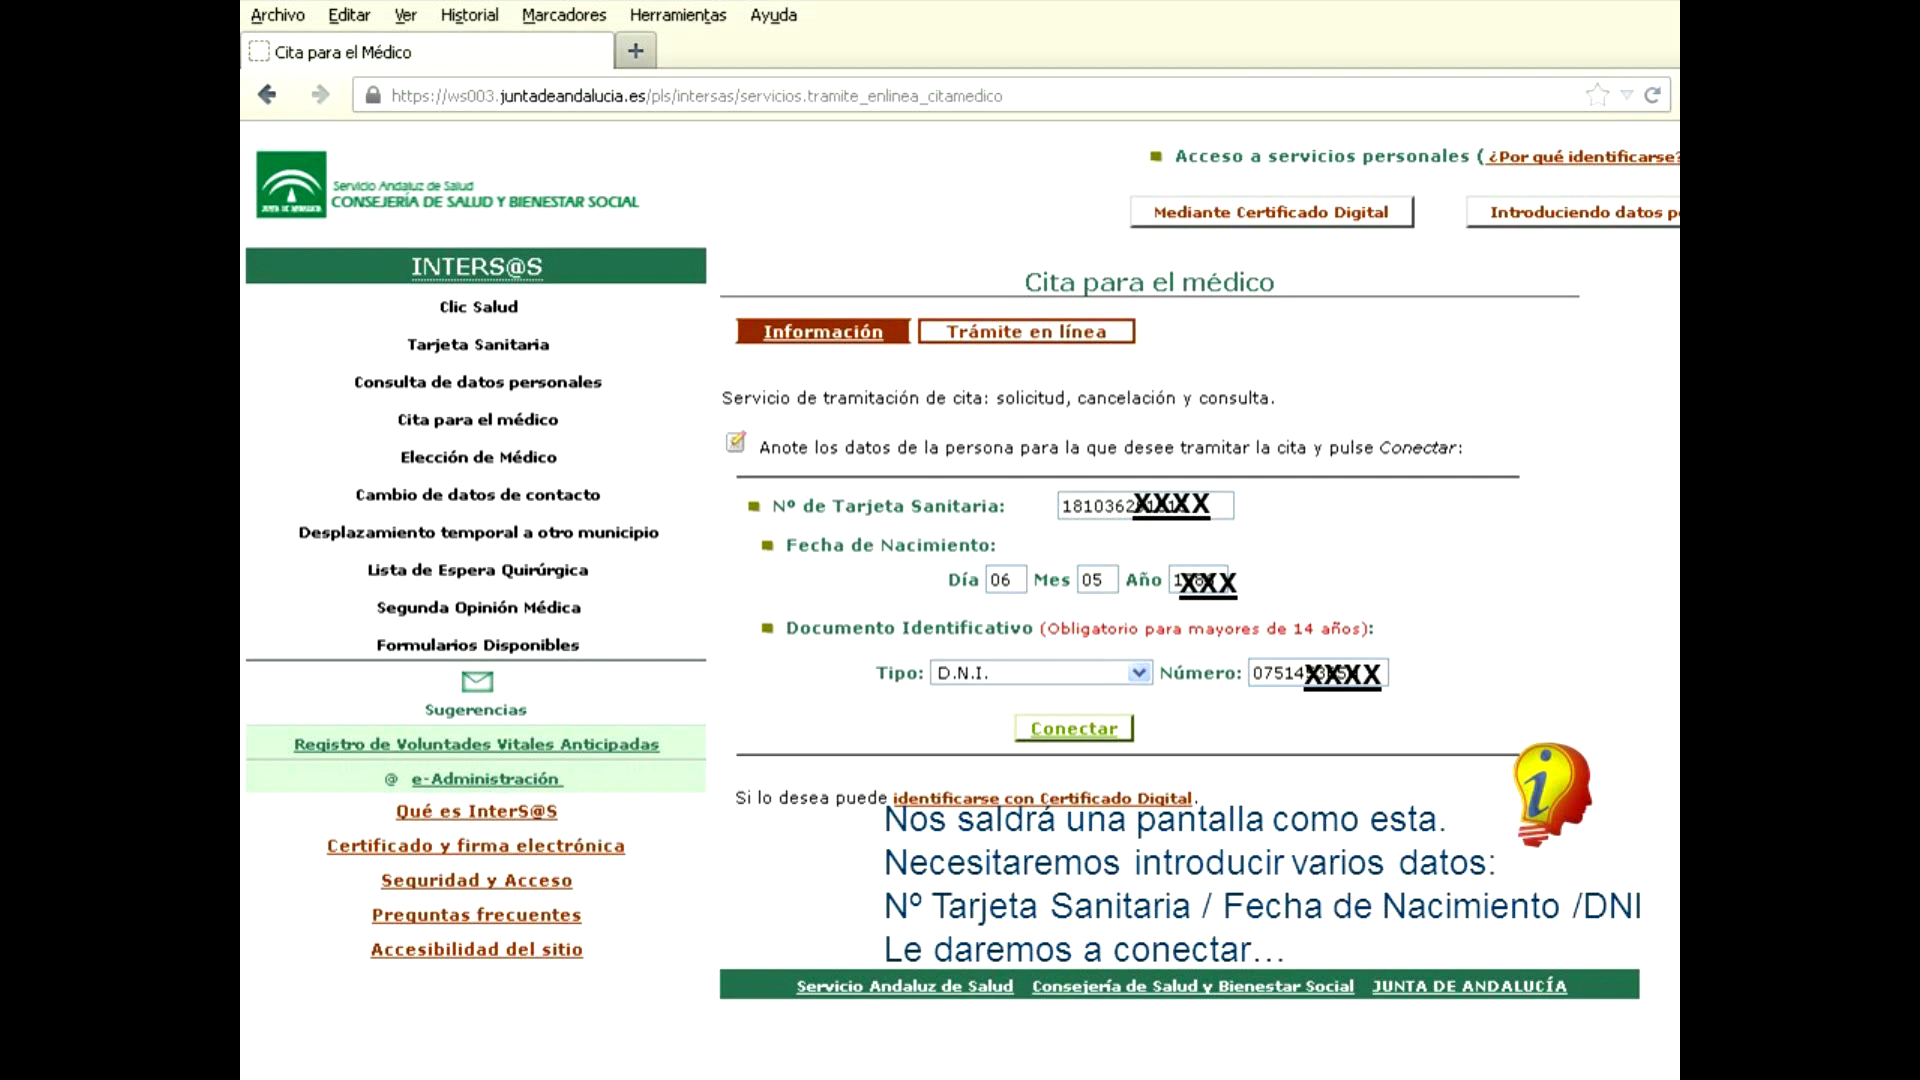 Archivo Editar Ver Historial Marcadores Herramientas Ayuda
Cita para el Médico
https://ws003.juntadeandalucia.es/pls/intersas/servicios.tramite_enlinea_citamedico
Servicio Andaluz de Salud
CONSEJERÍA DE SALUD Y BIENESTAR SOCIAL
JUNTA DE ANDALUCIA
Acceso a servicios personales (¿Por qué identificarse?
Mediante Certificado Digital
Introduciendo datos p
INTERS@S
Clic Salud
Tarjeta Sanitaria
Consulta de datos personales
Cita para el médico
Elección de Médico
Cambio de datos de contacto
Desplazamiento temporal a otro municipio
Lista de Espera Quirúrgica
Segunda Opinión Médica
Formularios Disponibles
Sugerencias
Registro de Voluntades Vitales Anticipadas
@ e-Administración
Qué es InterS@S
Certificado y firma electrónica
Seguridad y Acceso
Preguntas frecuentes
Accesibilidad del sitio
Cita para el médico
Información
Trámite en línea
Servicio de tramitación de cita: solicitud, cancelación y consulta.
Anote los datos de la persona para la que desee tramitar la cita y pulse Conectar:
Nº de Tarjeta Sanitaria: XXXX
Fecha de Nacimiento:
Día 06 Mes 05 Año XXX
Documento Identificativo (Obligatorio para mayores de 14 años):
Tipo: D.N.I. Número: XXXX
Conectar
Si lo desea puede identificarse con Certificado Digital.
Nos saldrá una pantalla como esta.
Necesitaremos introducir varios datos:
Nº Tarjeta Sanitaria / Fecha de Nacimiento /DNI
Le daremos a conectar...
Servicio Andaluz de Salud Consejería de Salud y Bienestar Social JUNTA DE ANDALUCÍA